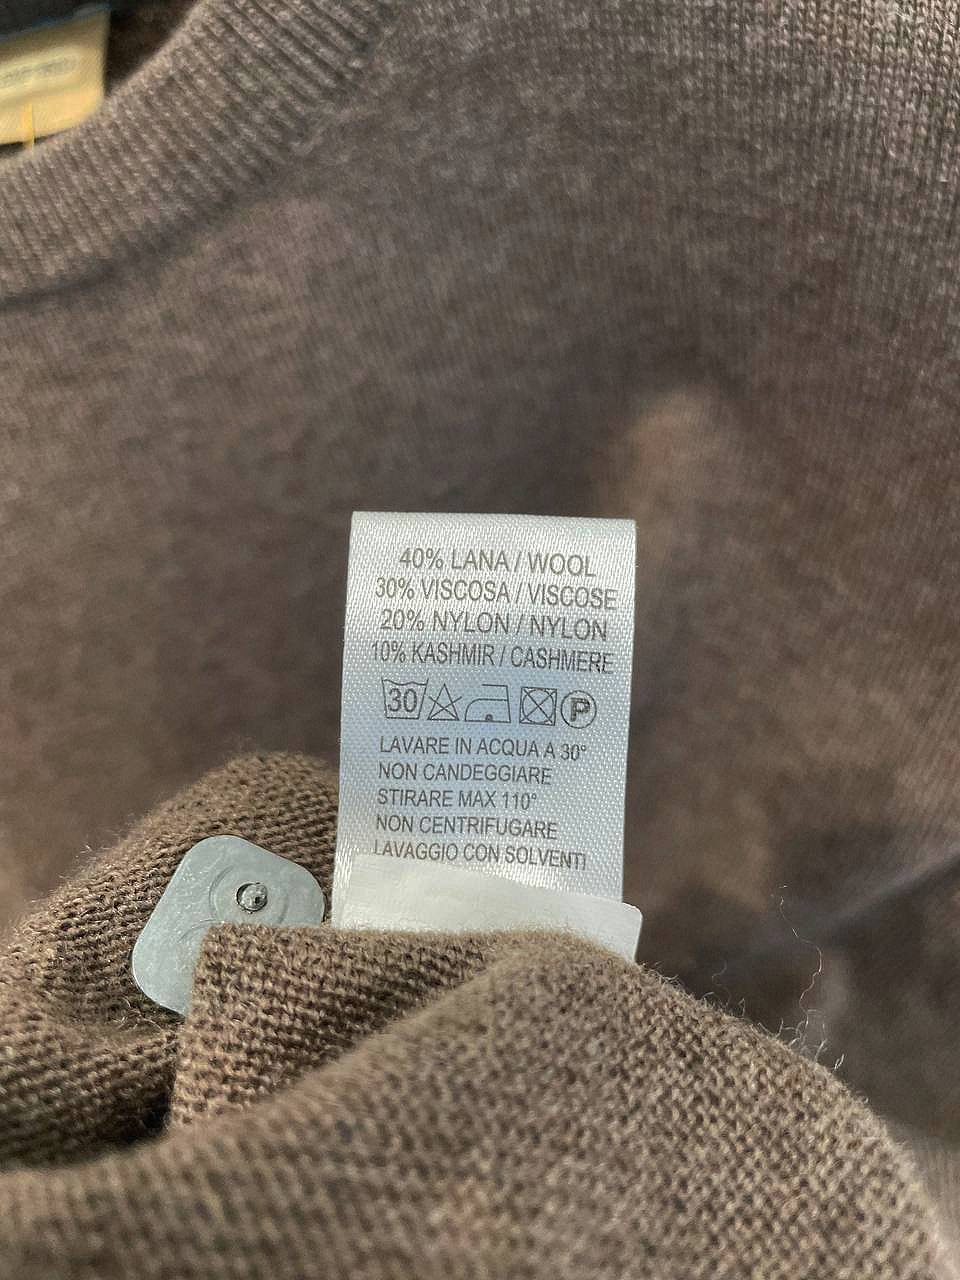 40% LANA / WOOL
30% VISCOSA / VISCOSE
20% NYLON / NYLON
10% KASHMIR / CASHMERE
30 P
LAVARE IN ACQUA A 30°
NON CANDEGGIARE
STIRARE MAX 110°
NON CENTRIFUGARE
LAVAGGIO CON SOLVENTI